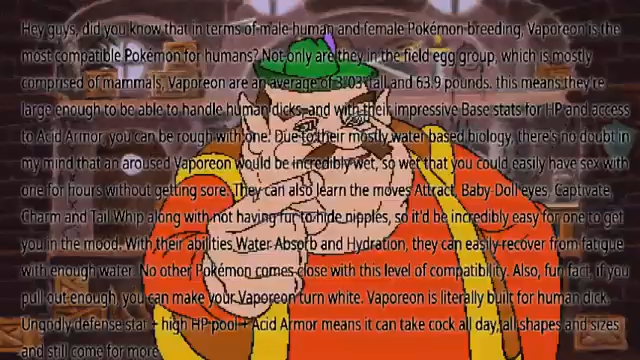 Hey guys, did you know that in terms of male human and female Pokémon breeding, Vaporeon is the
most compatible Pokémon for humans? Not only are they in the field egg group, which is mostly
comprised of mammals, Vaporeon are an average of 3"03' tall and 63.9 pounds. this means they're
large enough to be able to handle human dicks, and with their impressive Base stats for HP and access
to Acid Armor, you can be rough with one. Due to their mostly water based biology, there's no doubt in
my mind that an aroused Vaporeon would be incredibly wet, so wet that you could easily have sex with
one for hours without getting sore. They can also learn the moves Attract, Baby-Doll eyes, Captivate,
Charm and Tail Whip along with not having fur to hide nipples, so it'd be incredibly easy for one to get
you in the mood. With their abilities Water Absorb and Hydration, they can easily recover from fatigue
with enough water. No other Pokémon comes close with this level of compatibility. Also, fun fact, if you
pull out enough, you can make your Vaporeon turn white. Vaporeon is literally built for human dick.
Ungodly defense stat + high HP pool + Acid Armor means it can take cock all day, all shapes and sizes
and still come for more